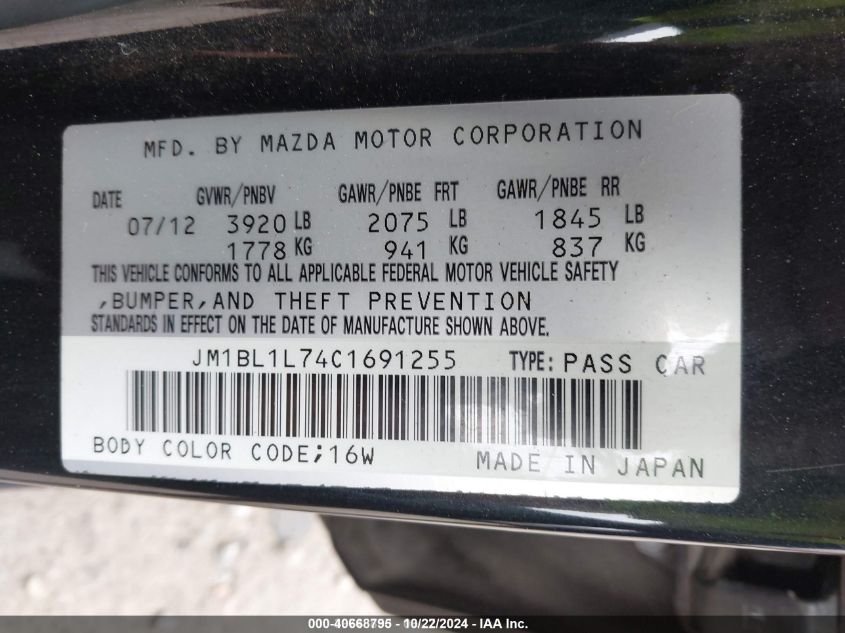 MFD. BY MAZDA MOTOR CORPORATION
DATE GVWR/PNBV GAWR/PNBE FRT GAWR/PNBE RR
07/12 3920 LB 2075 LB 1845 LB
1778 KG 941 KG 837 KG
THIS VEHICLE CONFORMS TO ALL APPLICABLE FEDERAL MOTOR VEHICLE SAFETY
,BUMPER,AND THEFT PREVENTION
STANDARDS IN EFFECT ON THE DATE OF MANUFACTURE SHOWN ABOVE.
JM1BL1L74C1691255 TYPE: PASS CAR
BODY COLOR CODE;16W
MADE IN JAPAN
000-40668795 - 10/22/2024 - IAA Inc.